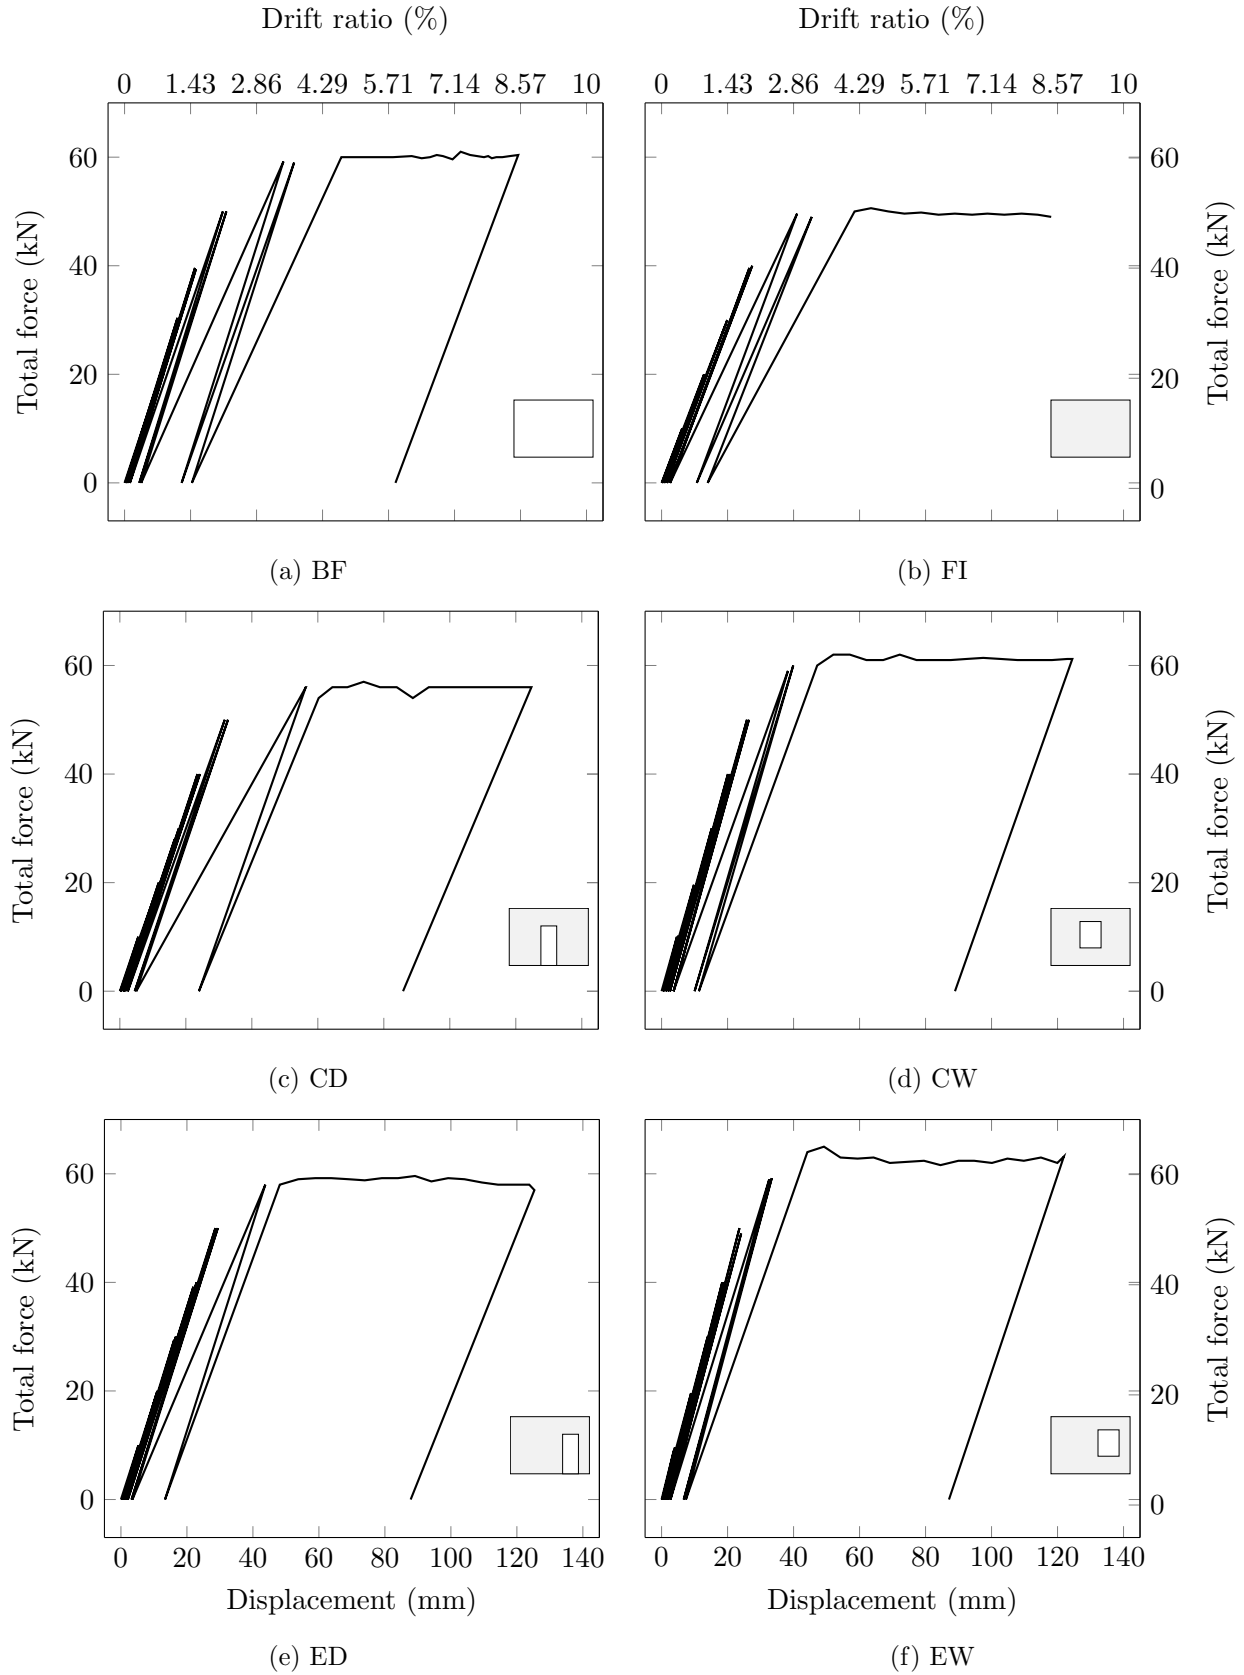 Drift ratio (%) Drift ratio (%)
0 1.43 2.86 4.29 5.71 7.14 8.57 10 0 1.43 2.86 4.29 5.71 7.14 8.57 10
Total force (kN)
60
40
20
0
60
40
20
0
Total force (kN)
(a) BF (b) FI
Total force (kN)
60
40
20
0
60
40
20
0
Total force (kN)
(c) CD (d) CW
Total force (kN)
60
40
20
0
60
40
20
0
Total force (kN)
0 20 40 60 80 100 120 140 0 20 40 60 80 100 120 140
Displacement (mm) Displacement (mm)
(e) ED (f) EW